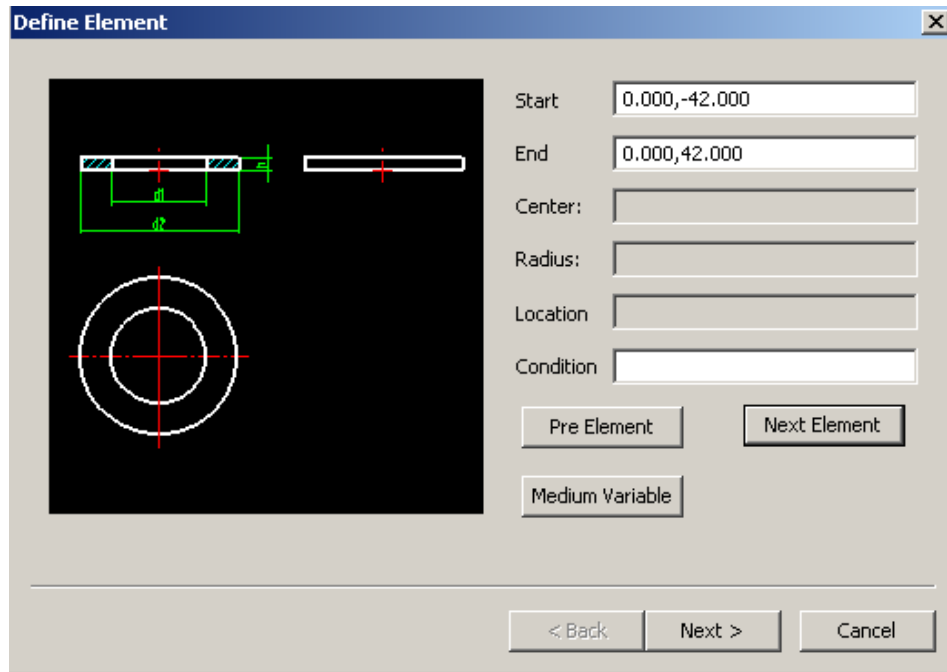 Define Element
Start 0.000,-42.000
End 0.000,42.000
Center:
Radius:
Location
Condition
Pre Element Next Element
Medium Variable
h
d1
d2
< Back Next > Cancel